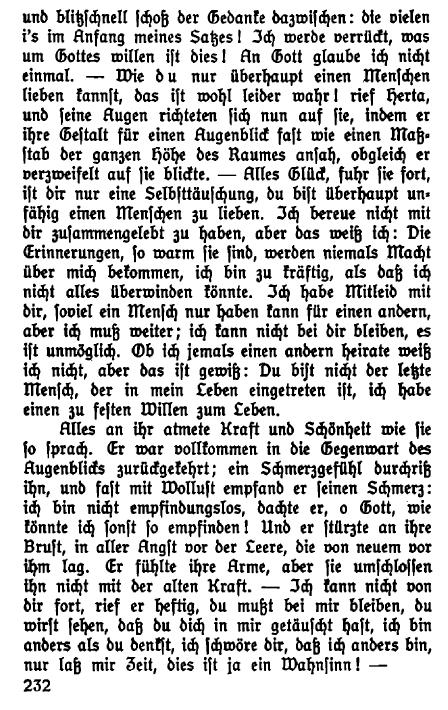 und blitzschnell schoß der Gedanke dazwischen: die vielen
i's im Anfang meines Satzes! Ich werde verrückt, was
um Gottes willen ist dies! An Gott glaube ich nicht
einmal. — Wie du nur überhaupt einen Menschen
lieben kannst, das ist wohl leider wahr! rief Herta,
und seine Augen richteten sich nun auf sie, indem er
ihre Gestalt für einen Augenblick fast wie einen Maß-
stab der ganzen Höhe des Raumes ansah, obgleich er
verzweifelt auf sie blickte. — Alles Glück, fuhr sie fort,
ist dir nur eine Selbsttäuschung, du bist überhaupt un-
fähig einen Menschen zu lieben. Ich bereue nicht mit
dir zusammengelebt zu haben, aber das weiß ich: Die
Erinnerungen, so warm sie sind, werden niemals Macht
über mich bekommen, ich bin zu kräftig, als daß ich
nicht alles überwinden könnte. Ich habe Mitleid mit
dir, soviel ein Mensch nur haben kann für einen andern,
aber ich muß weiter; ich kann nicht bei dir bleiben, es
ist unmöglich. Ob ich jemals einen andern heirate weiß
ich nicht, aber das ist gewiß: Du bist nicht der letzte
Mensch, der in mein Leben eingetreten ist, ich habe
einen zu festen Willen zum Leben.
Alles an ihr atmete Kraft und Schönheit wie sie
so sprach. Er war vollkommen in die Gegenwart des
Augenblicks zurückgekehrt; ein Schmerzgefühl durchriß
ihn, und fast mit Wollust empfand er seinen Schmerz:
ich bin nicht empfindungslos, dachte er, o Gott, wie
könnte ich sonst so empfinden! Und er stürzte an ihre
Brust, in aller Angst vor der Leere, die von neuem vor
ihm lag. Er fühlte ihre Arme, aber sie umschlossen
ihn nicht mit der alten Kraft. — Ich kann nicht von
dir fort, rief er heftig, du mußt bei mir bleiben, du
wirst sehen, daß du dich in mir getäuscht hast, ich bin
anders als du denkst, ich schwöre dir, daß ich anders bin,
nur laß mir Zeit, dies ist ja ein Wahnsinn! —
232